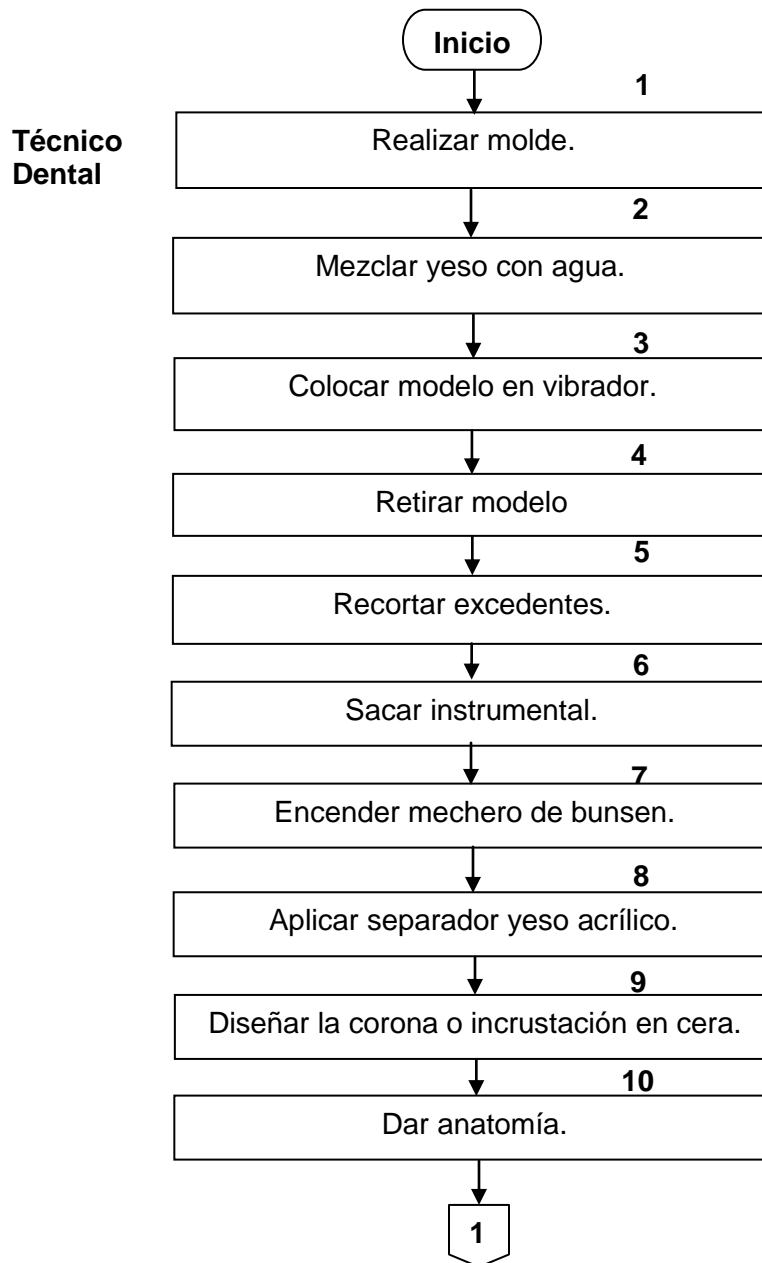 Inicio
1
Técnico
Dental
Realizar molde.
2
Mezclar yeso con agua.
3
Colocar modelo en vibrador.
4
Retirar modelo
5
Recortar excedentes.
6
Sacar instrumental.
7
Encender mechero de bunsen.
8
Aplicar separador yeso acrílico.
9
Diseñar la corona o incrustación en cera.
10
Dar anatomía.
1